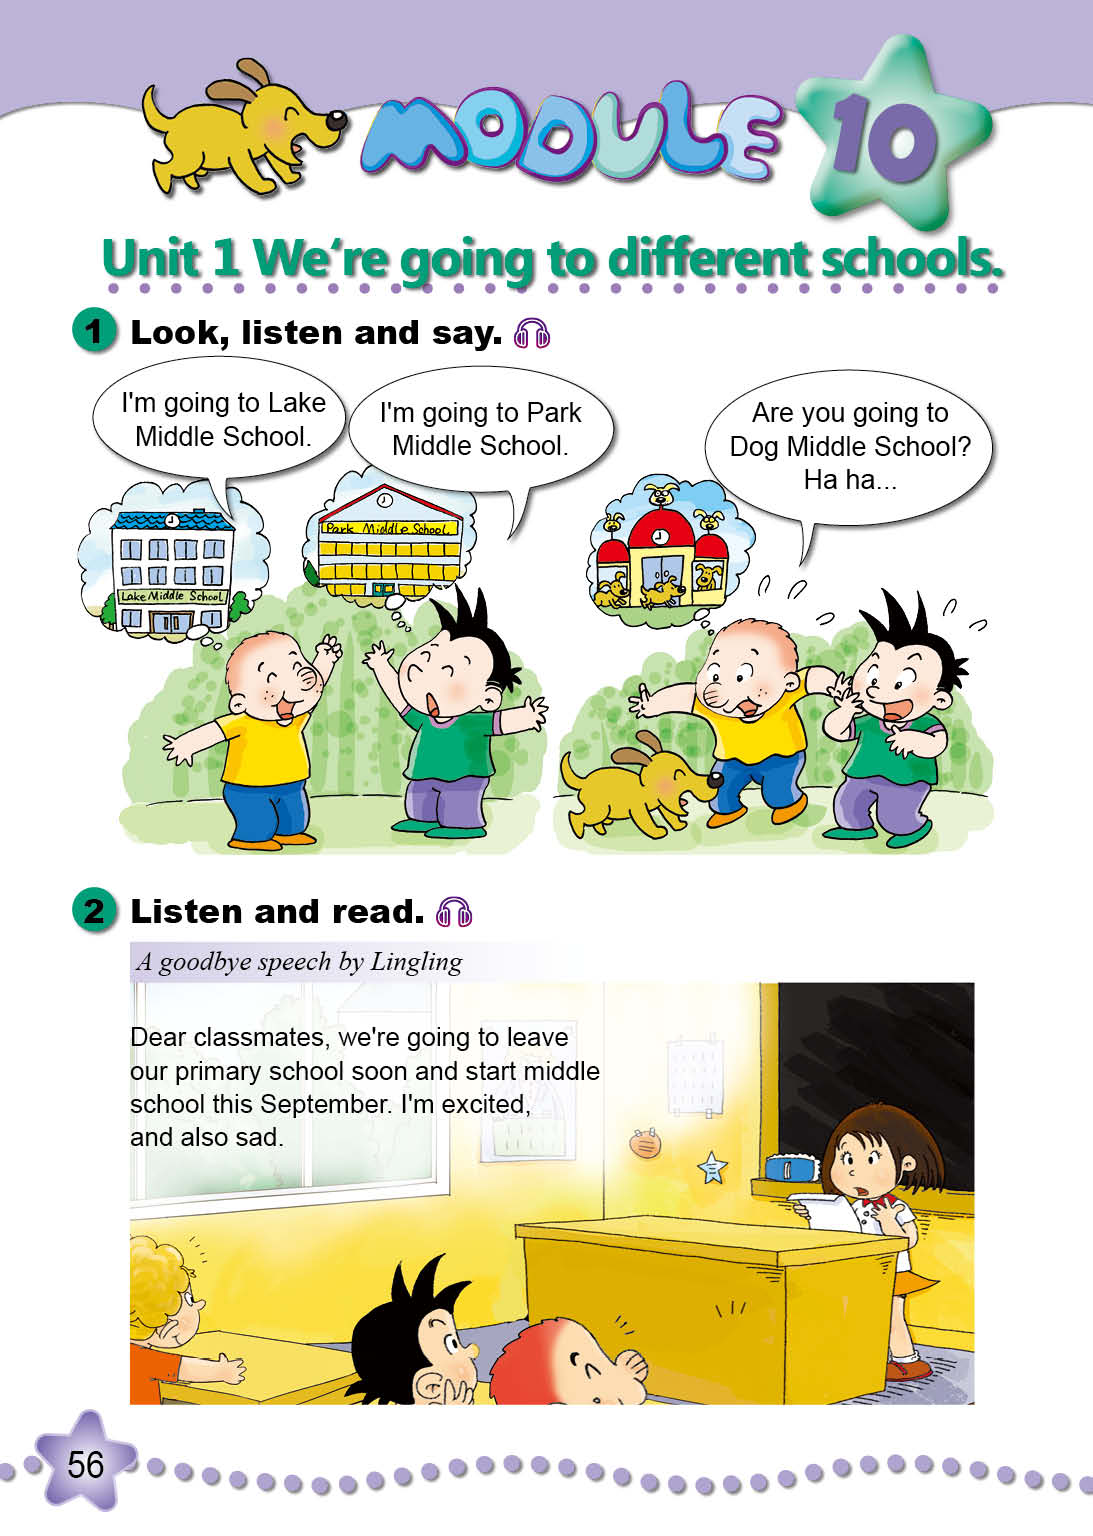 MODULE 10
Unit 1 We‘re going to different schools.
1 Look, listen and say.
I'm going to Lake
Middle School.
I'm going to Park
Middle School.
Are you going to
Dog Middle School?
Ha ha...
Lake Middle School
Park Middle School
2 Listen and read.
A goodbye speech by Lingling
Dear classmates, we're going to leave
our primary school soon and start middle
school this September. I'm excited,
and also sad.
56